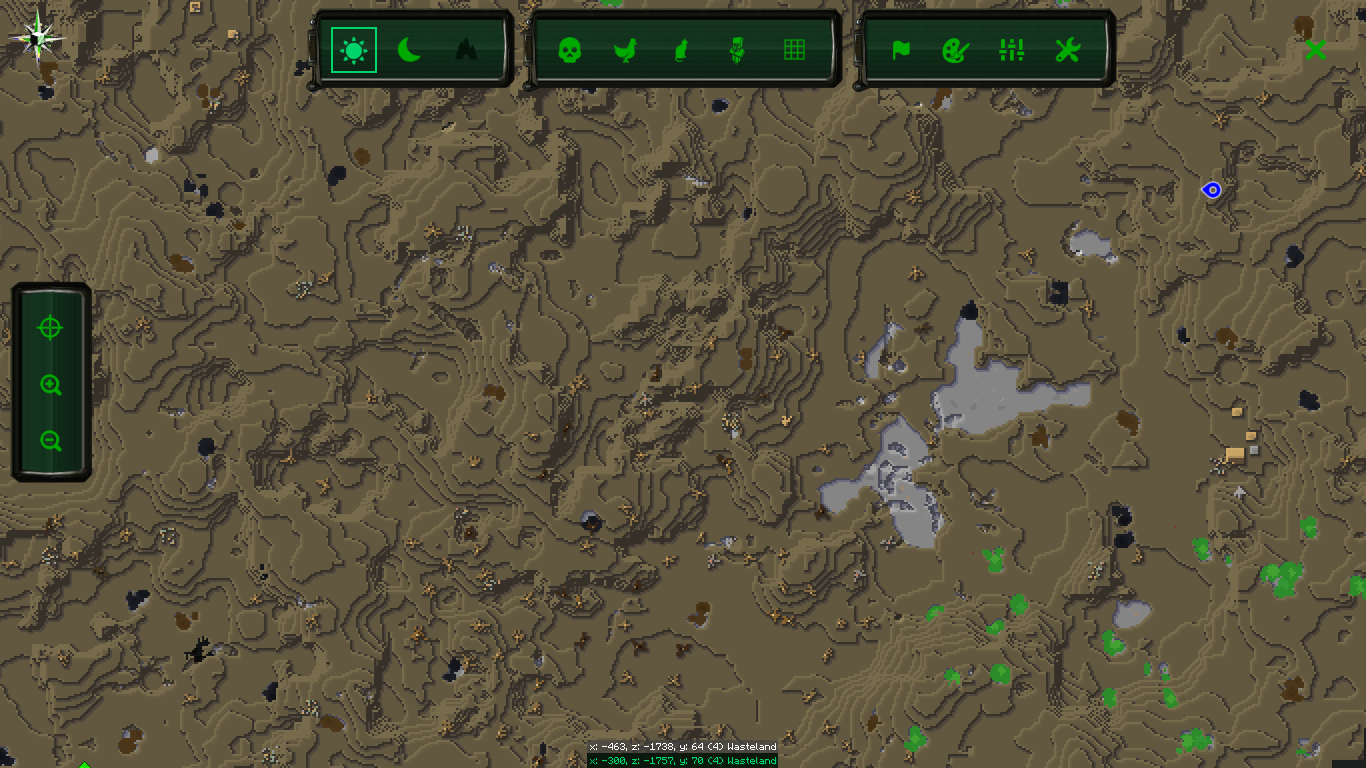 x: -463, z: -1738, y: 64 (4) Wasteland
x: -300, z: -1757, y: 70 (4) Wasteland